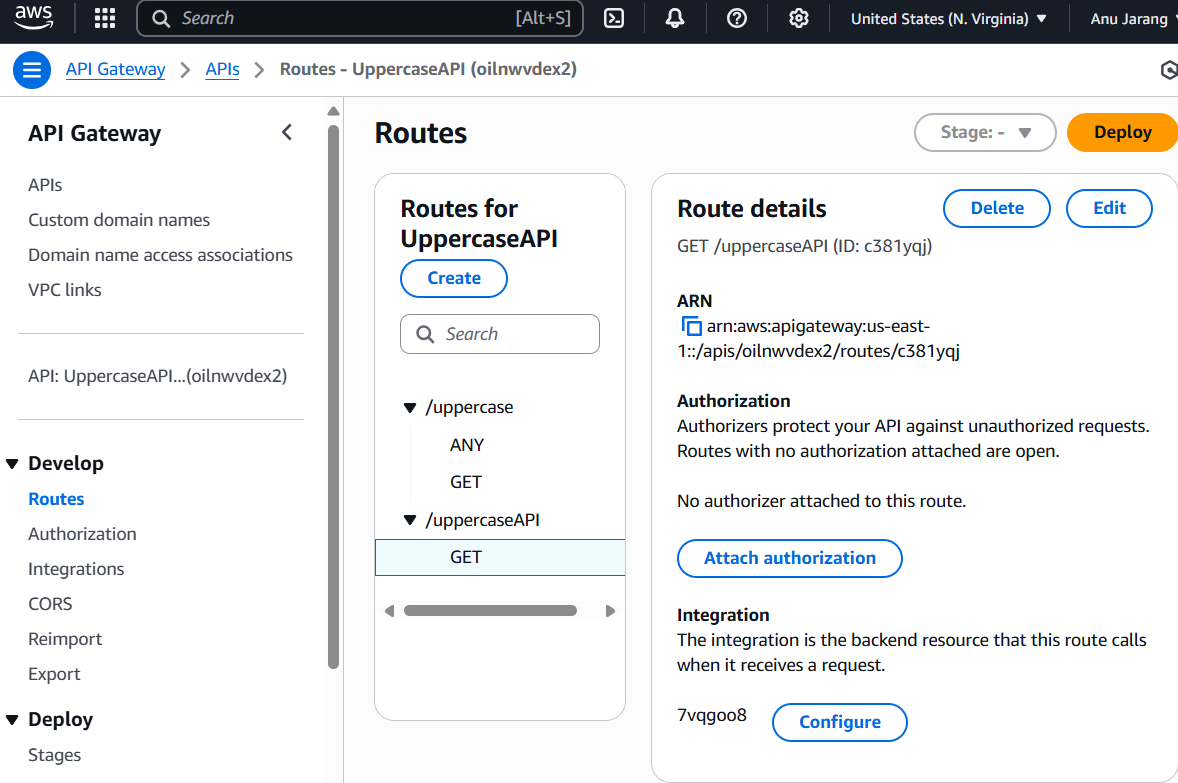 aws
Search [Alt+S]
United States (N. Virginia)
Anu Jarang
API Gateway
APIs
Routes - UppercaseAPI (oilnwvdex2)
API Gateway
APIs
Custom domain names
Domain name access associations
VPC links
API: UppercaseAPI...(oilnwvdex2)
Develop
Routes
Authorization
Integrations
CORS
Reimport
Export
Deploy
Stages
Routes
Stage: -
Deploy
Routes for
UppercaseAPI
Create
Search
/uppercase
ANY
GET
/uppercaseAPI
GET
Route details
Delete
Edit
GET /uppercaseAPI (ID: c381yqj)
ARN
arn:aws:apigateway:us-east-
1::/apis/oilnwvdex2/routes/c381yqj
Authorization
Authorizers protect your API against unauthorized requests.
Routes with no authorization attached are open.
No authorizer attached to this route.
Attach authorization
Integration
The integration is the backend resource that this route calls
when it receives a request.
7vqgoo8
Configure